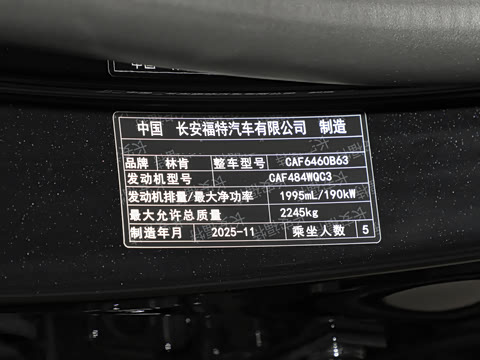 中国 长安福特汽车有限公司 制造
品牌 林肯 整车型号 CAF6460B63
发动机型号 CAF484WQC3
发动机排量/最大净功率 1995mL/190kW
最大允许总质量 2245kg
制造年月 2025-11 乘坐人数 5